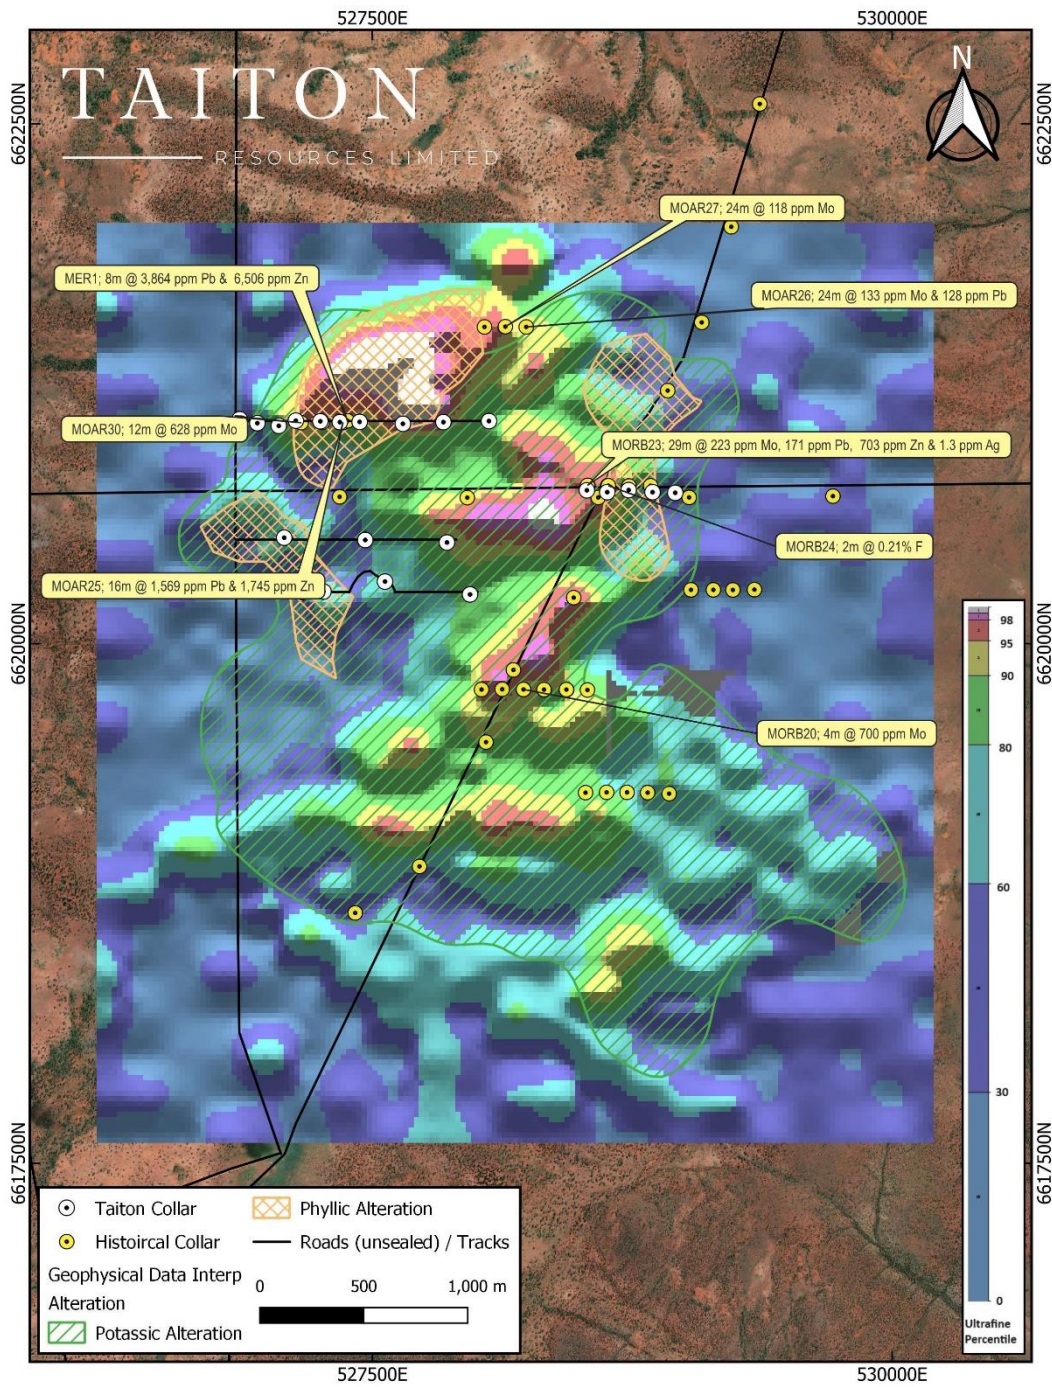 527500E
530000E
TAITON
RESOURCES LIMITED
N
6622500N
6622500N
MOAR27; 24m @ 118 ppm Mo
MER1; 8m @ 3,864 ppm Pb & 6,506 ppm Zn
MOAR26; 24m @ 133 ppm Mo & 128 ppm Pb
MOAR30; 12m @ 628 ppm Mo
MORB23; 29m @ 223 ppm Mo, 171 ppm Pb, 703 ppm Zn & 1.3 ppm Ag
MORB24; 2m @ 0.21% F
MOAR25; 16m @ 1,569 ppm Pb & 1,745 ppm Zn
6620000N
6620000N
MORB20; 4m @ 700 ppm Mo
98
95
90
80
60
30
0
Ultrafine
Percentile
6617500N
6617500N
Taiton Collar
Phyllic Alteration
Histoircal Collar
Roads (unsealed) / Tracks
Geophysical Data Interp
Alteration
0 500 1,000 m
Potassic Alteration
527500E
530000E